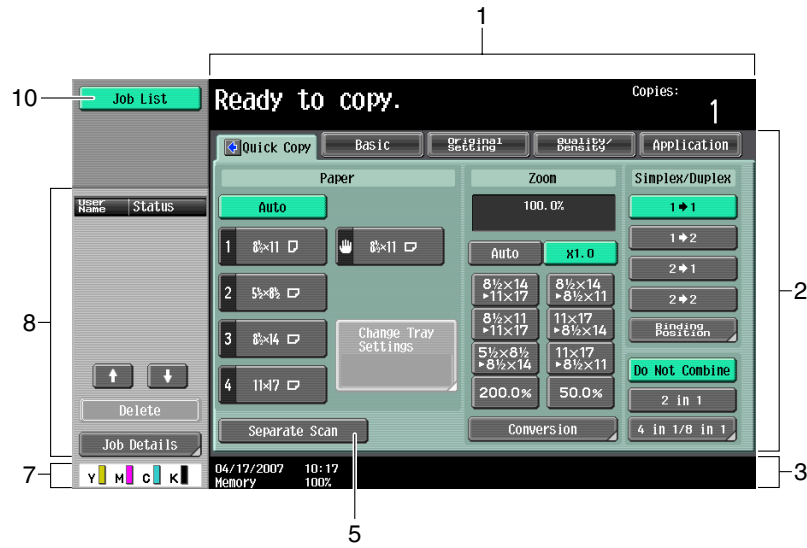 1
10
Job List
Ready to copy.
Copies:
1
Quick Copy
Basic
Original Setting
Quality/ Density
Application
2
8
User Name
Status
Paper
Auto
1 8½×11
8½×11
2 5½×8½
3 8½×14
4 11×17
Change Tray Settings
Zoom
100.0%
Auto
x1.0
8½×14 ▸11×17
8½×14 ▸8½×11
8½×11 ▸11×17
11×17 ▸8½×14
5½×8½ ▸8½×14
11×17 ▸8½×11
200.0%
50.0%
Simplex/Duplex
1➔1
1➔2
2➔1
2➔2
Binding Position
Do Not Combine
2 in 1
4 in 1/8 in 1
Delete
Job Details
Separate Scan
Conversion
7
Y M C K
04/17/2007 10:17
Memory 100%
3
5